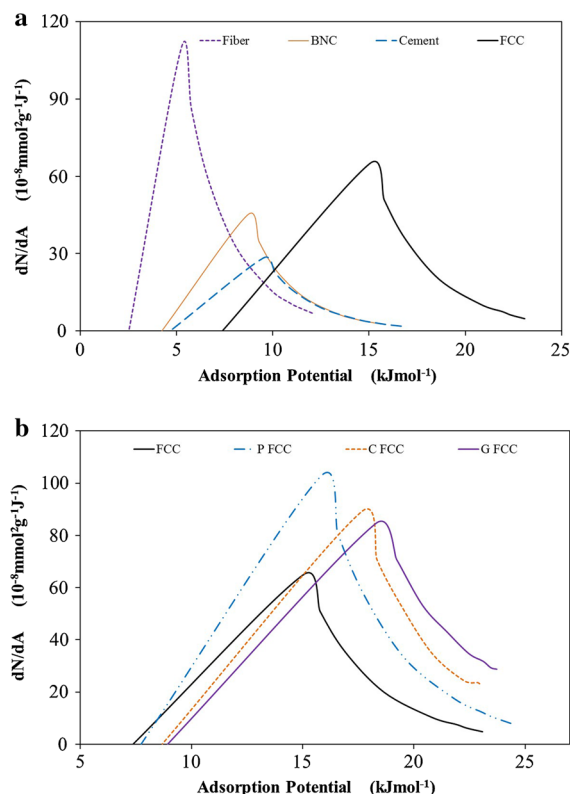 a
120
90
60
30
0
dN/dA (10⁻⁸mmol²g⁻¹J⁻¹)
Fiber BNC Cement FCC
0 5 10 15 20 25
Adsorption Potential (kJmol⁻¹)
b
120
100
80
60
40
20
0
dN/dA (10⁻⁸mmol²g⁻¹J⁻¹)
FCC P FCC C FCC G FCC
5 10 15 20 25
Adsorption Potential (kJmol⁻¹)